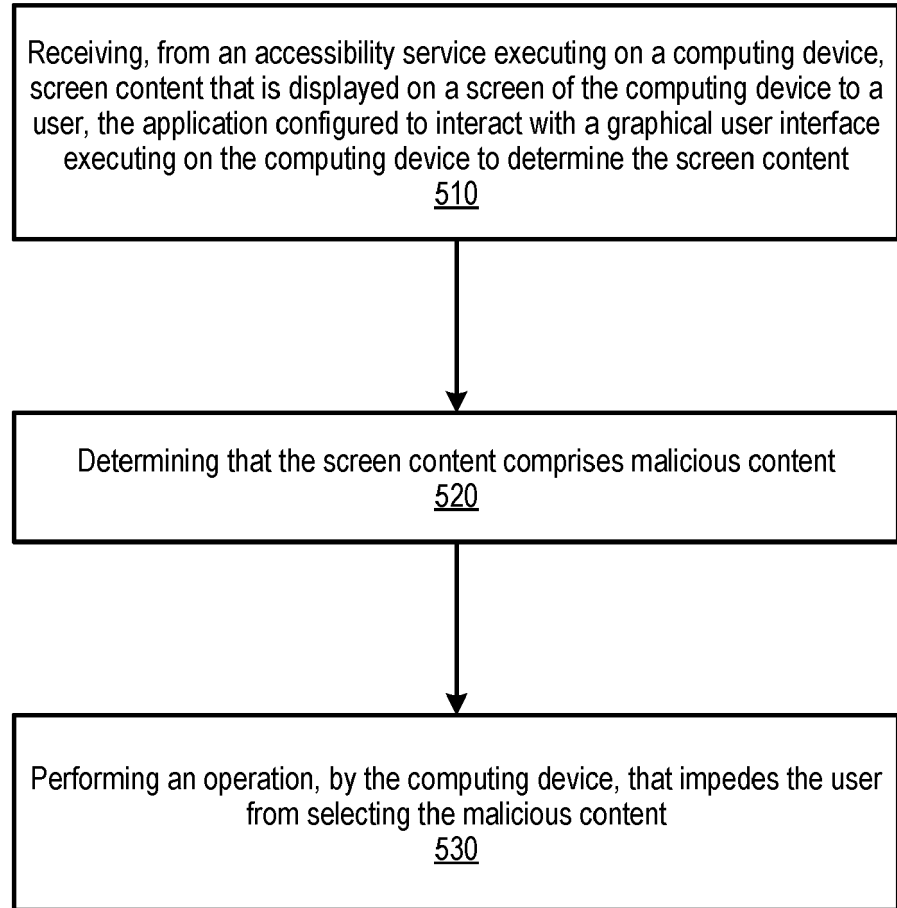 Receiving, from an accessibility service executing on a computing device,
screen content that is displayed on a screen of the computing device to a
user, the application configured to interact with a graphical user interface
executing on the computing device to determine the screen content
510
Determining that the screen content comprises malicious content
520
Performing an operation, by the computing device, that impedes the user
from selecting the malicious content
530